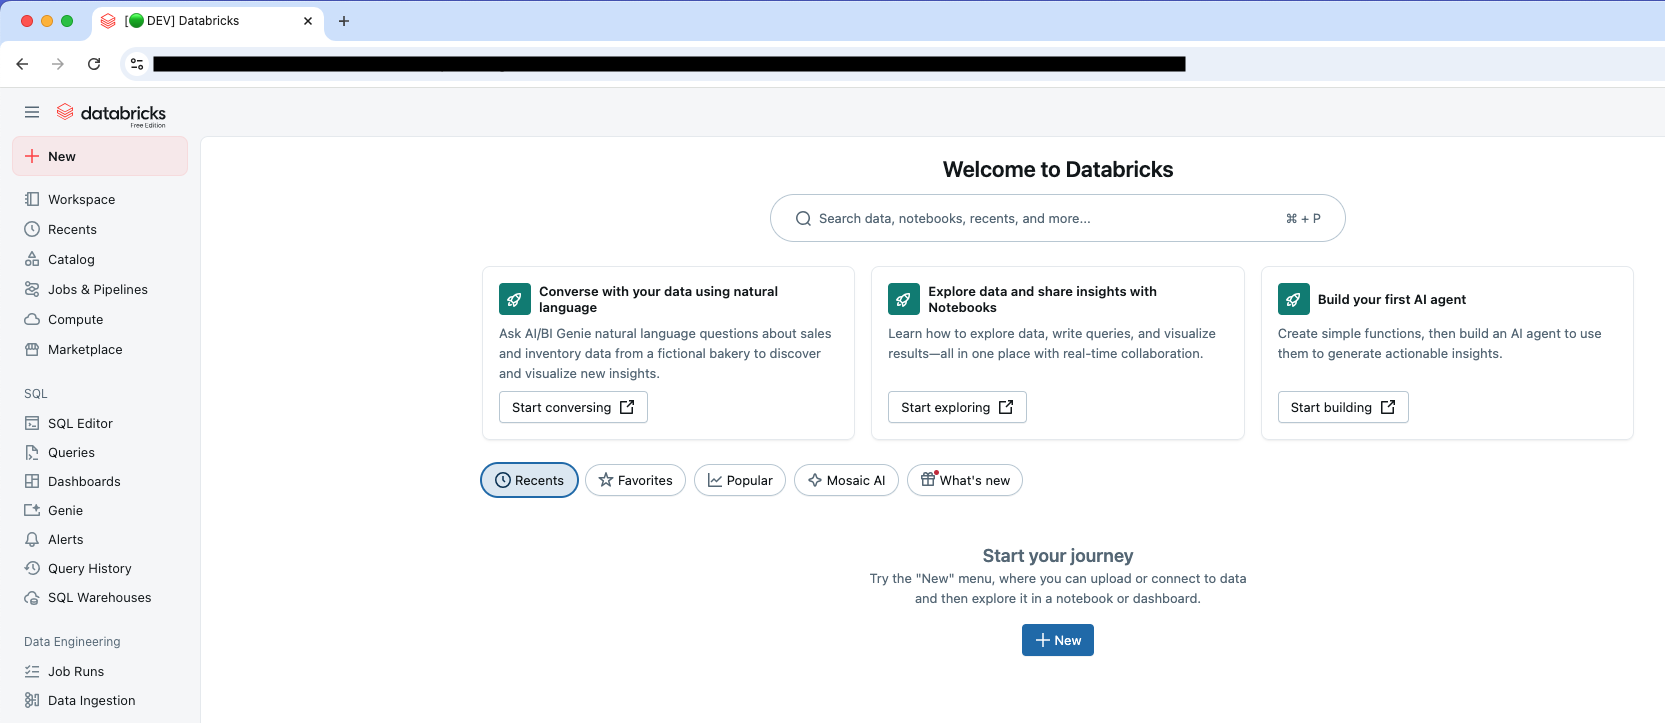 [🟢 DEV] Databricks
databricks
Free Edition
New
Workspace
Recents
Catalog
Jobs & Pipelines
Compute
Marketplace
SQL
SQL Editor
Queries
Dashboards
Genie
Alerts
Query History
SQL Warehouses
Data Engineering
Job Runs
Data Ingestion
Welcome to Databricks
Search data, notebooks, recents, and more... ⌘ + P
Converse with your data using natural
language
Ask AI/BI Genie natural language questions about sales
and inventory data from a fictional bakery to discover
and visualize new insights.
Start conversing
Explore data and share insights with
Notebooks
Learn how to explore data, write queries, and visualize
results—all in one place with real-time collaboration.
Start exploring
Build your first AI agent
Create simple functions, then build an AI agent to use
them to generate actionable insights.
Start building
Recents Favorites Popular Mosaic AI What's new
Start your journey
Try the "New" menu, where you can upload or connect to data
and then explore it in a notebook or dashboard.
New